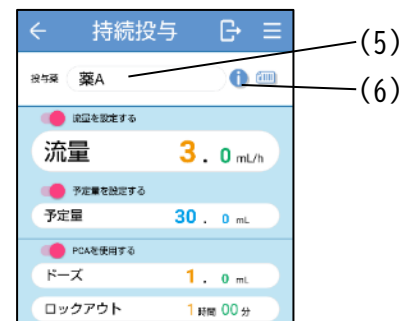 持続投与
(5)
投与薬 薬A
(6)
流量を設定する
流量 3 . 0 mL/h
予定量を設定する
予定量 30 . 0 mL
PCAを使用する
ドーズ 1 . 0 mL
ロックアウト 1 時間 00 分